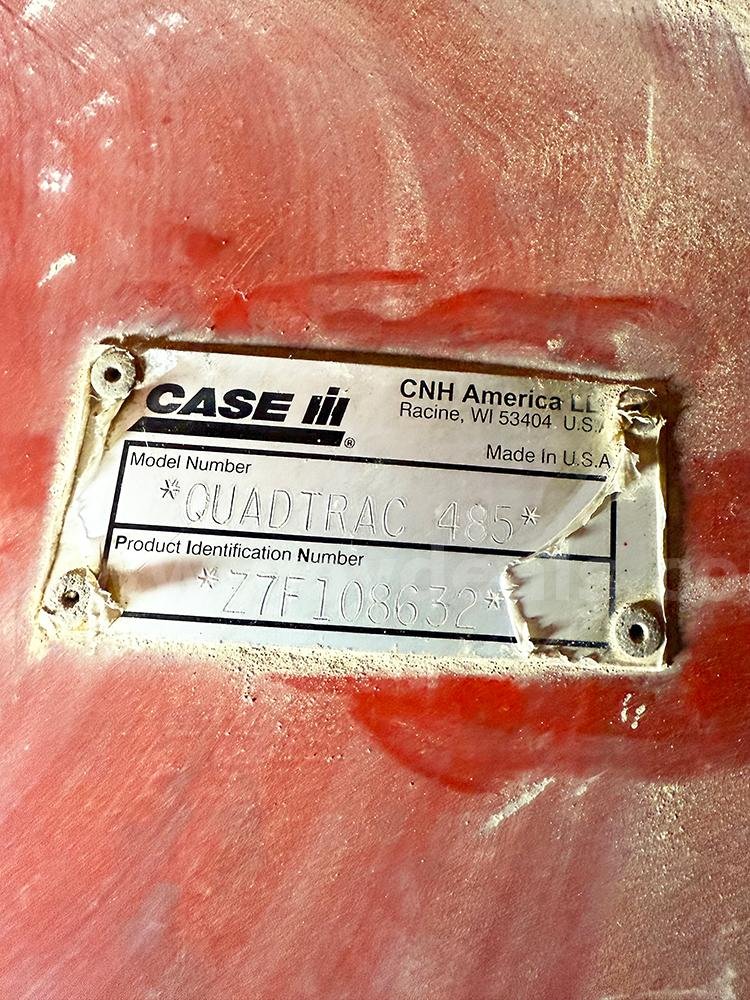 CASE IH
®
CNH America LL
Racine, WI 53404 U.S.
Made In U.S.A.
Model Number
*QUADTRAC 485*
Product Identification Number
*Z7F108632*